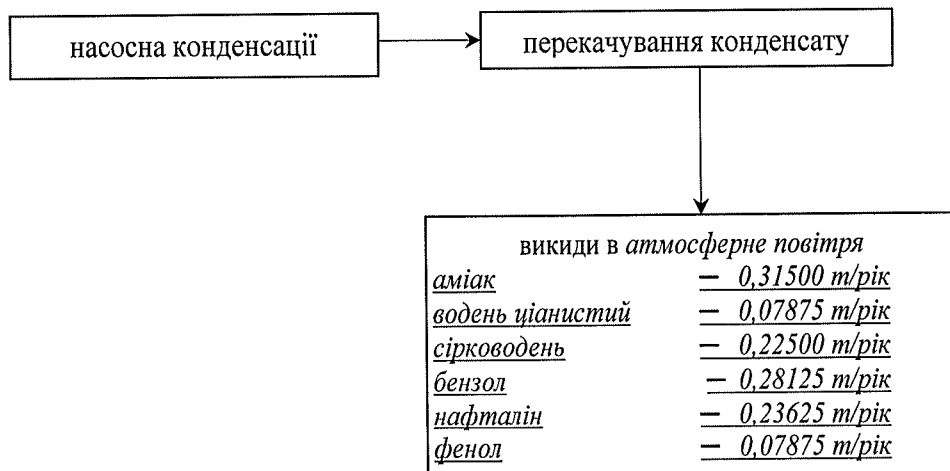 насосна конденсації
перекачування конденсату
викиди в атмосферне повітря
аміак — 0,31500 т/рік
водень ціанистий — 0,07875 т/рік
сірководень — 0,22500 т/рік
бензол — 0,28125 т/рік
нафталін — 0,23625 т/рік
фенол — 0,07875 т/рік